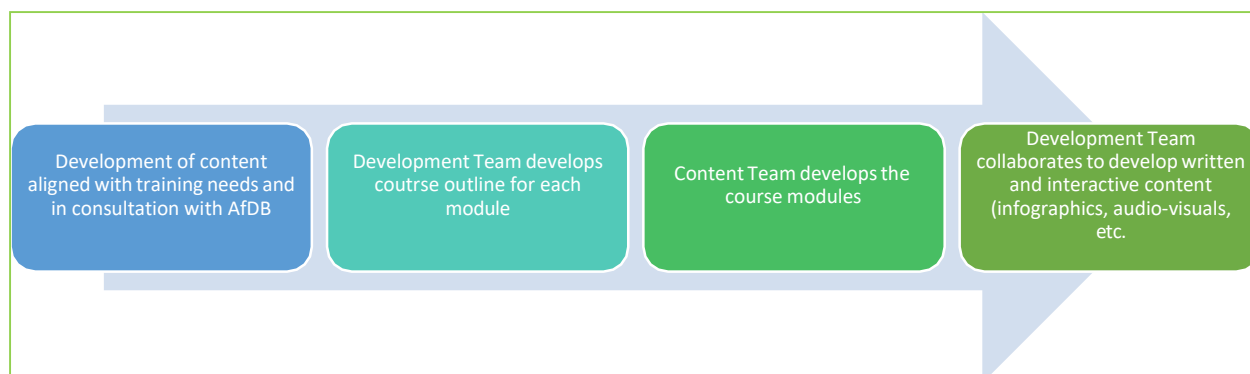 Development of content
aligned with training needs and
in consultation with AfDB
Development Team develops
coutrse outline for each
module
Content Team develops the
course modules
Development Team
collaborates to develop written
and interactive content
(infographics, audio-visuals,
etc.